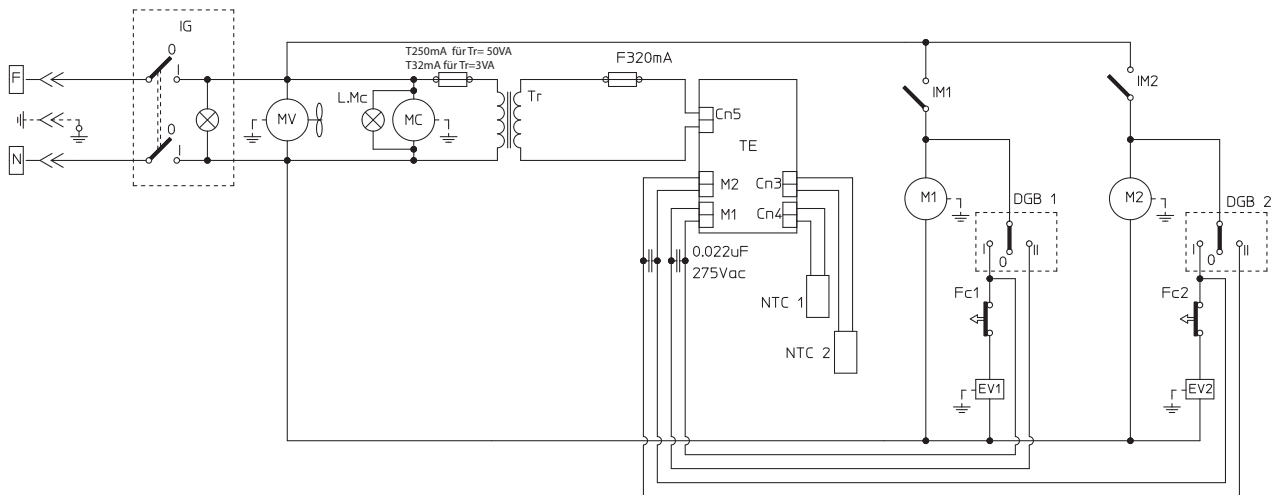 IG
0
I
0
I
F
N
MV
L.Mc
MC
T250mA für Tr= 50VA
T32mA für Tr=3VA
Tr
F320mA
Cn5
TE
M2
Cn3
M1
Cn4
0.022uF
275Vac
NTC 1
NTC 2
IM1
IM2
M1
M2
DGB 1
I
0
II
DGB 2
I
0
II
Fc1
Fc2
EV1
EV2